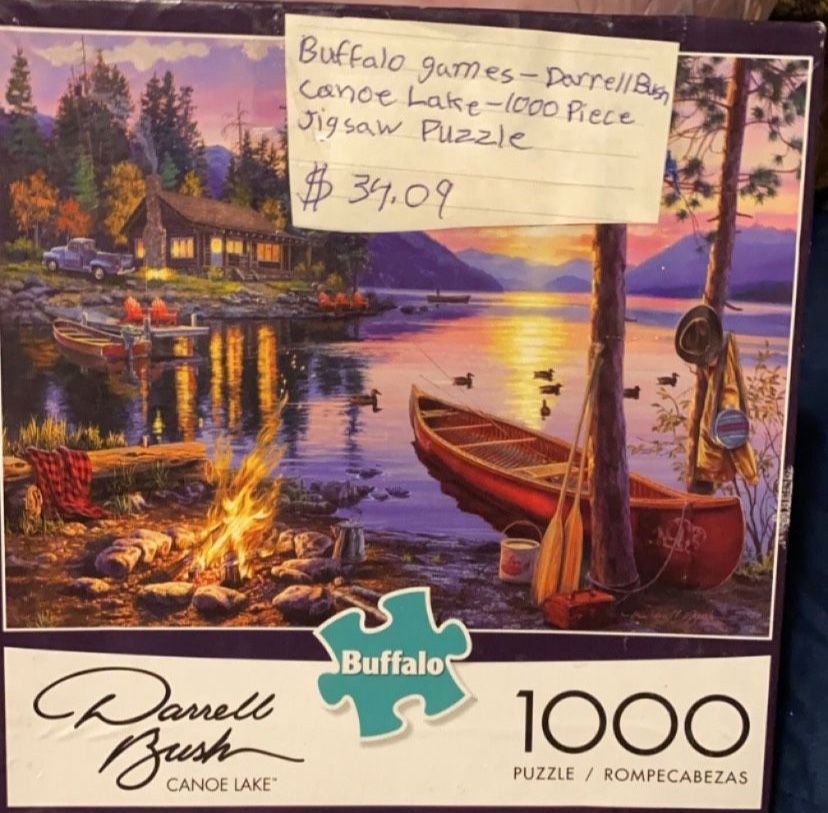 Buffalo games - Darrell Bush
Canoe Lake - 1000 Piece
Jigsaw Puzzle
$ 34.09
Buffalo
Darrell
Bush
CANOE LAKE™
1000
PUZZLE / ROMPECABEZAS